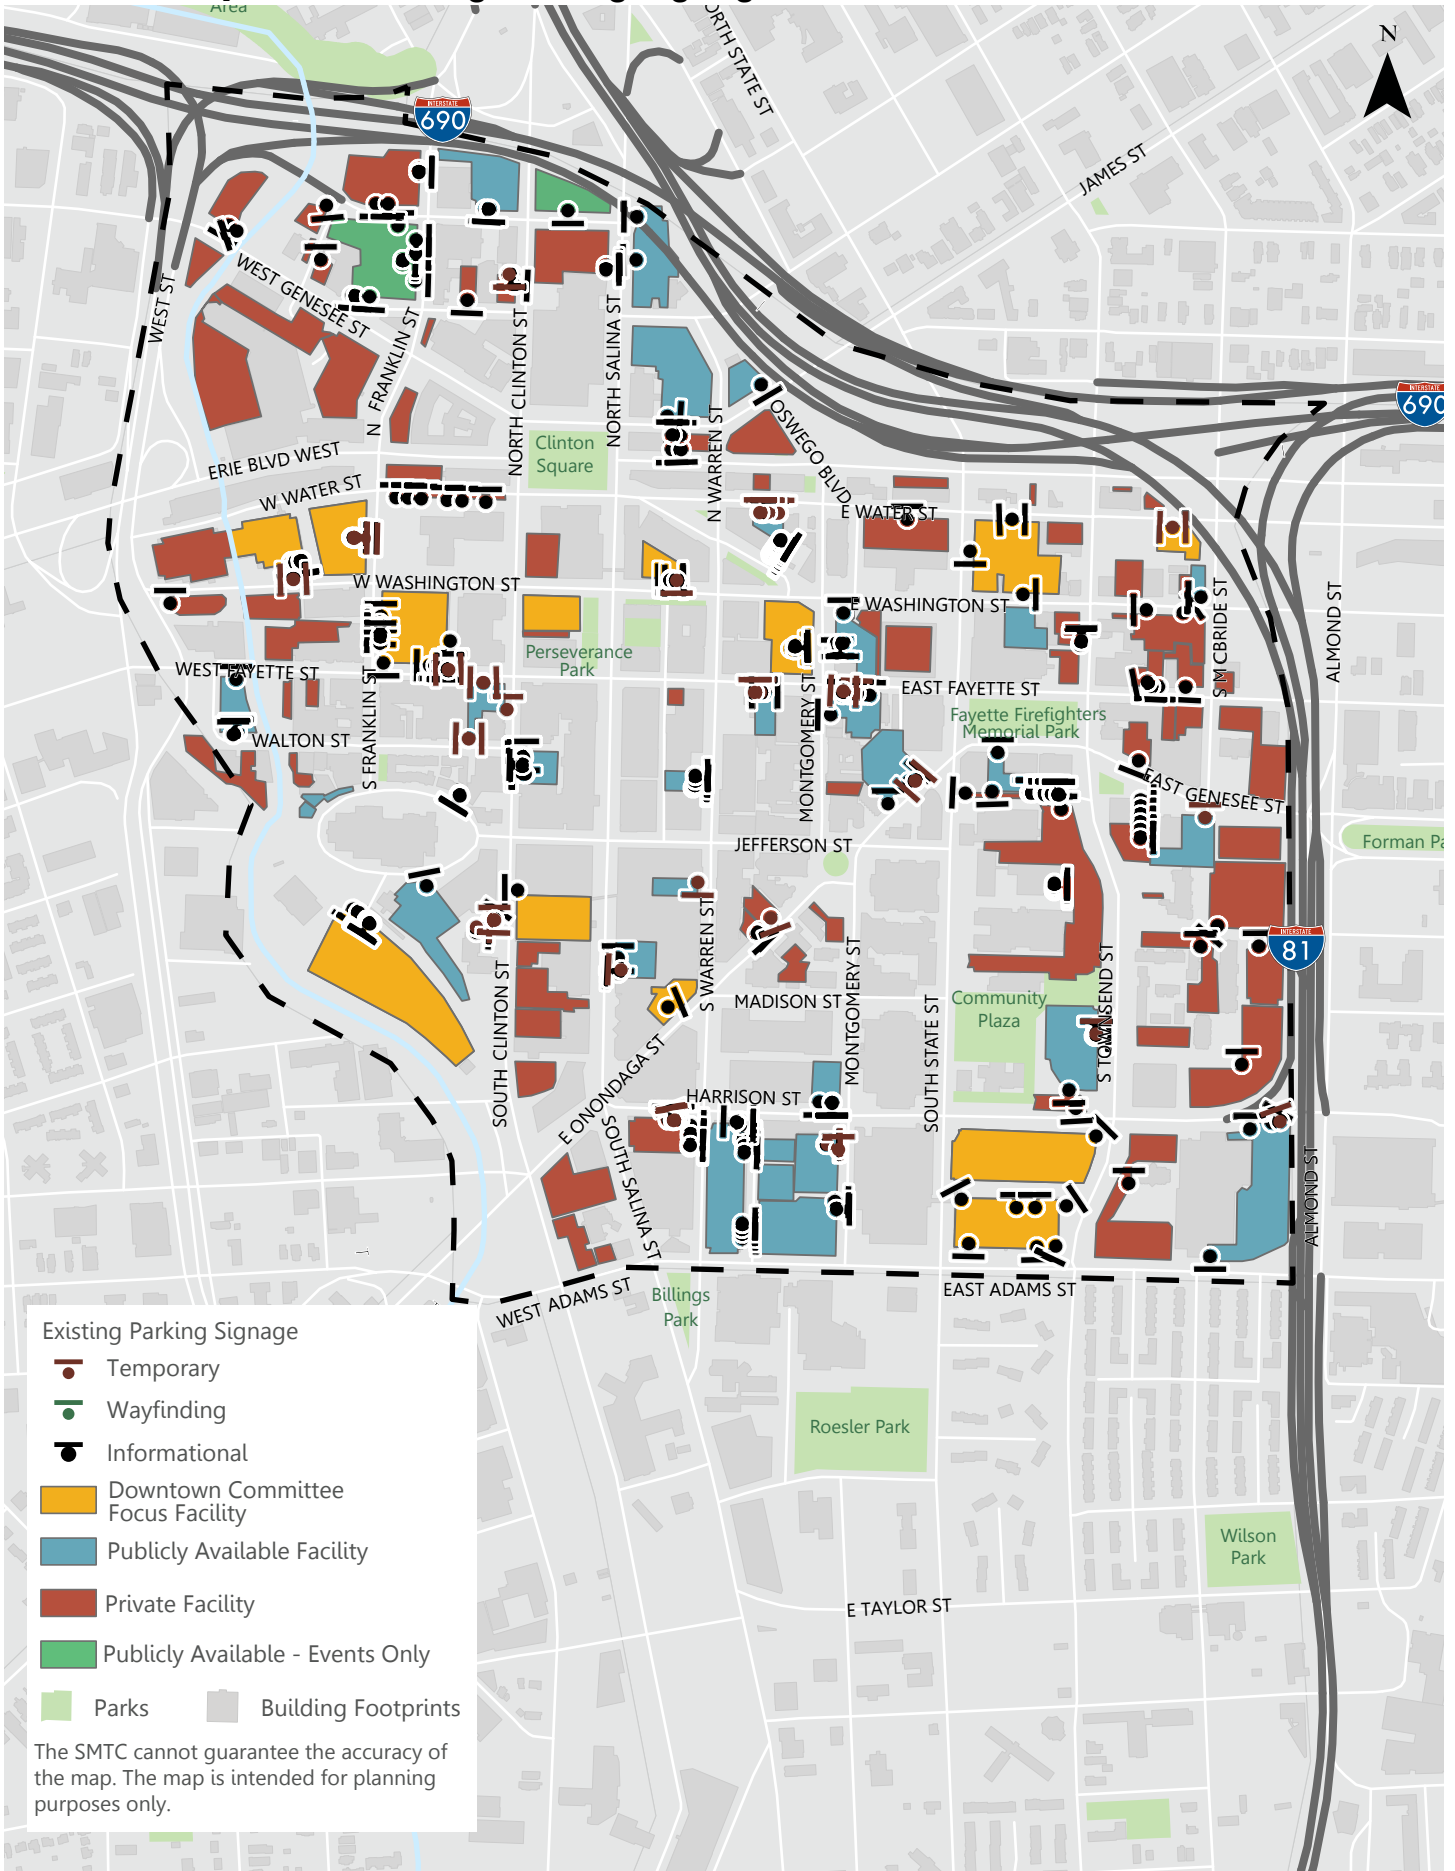 Area
ORTH STATE ST
N
INTERSTATE
690
JAMES ST
WEST GENESEE ST
WEST ST
N FRANKLIN ST
NORTH CLINTON ST
NORTH SALINA ST
INTERSTATE
690
OSWEGO BLVD
N WARREN ST
Clinton
Square
ERIE BLVD WEST
W WATER ST
E WATER ST
W WASHINGTON ST
E WASHINGTON ST
S MCBRIDE ST
ALMOND ST
Perseverance
Park
WEST FAYETTE ST
EAST FAYETTE ST
S FRANKLIN ST
MONTGOMERY ST
Fayette Firefighters
Memorial Park
WALTON ST
EAST GENESEE ST
JEFFERSON ST
Forman Pa
S WARREN ST
INTERSTATE
81
SOUTH CLINTON ST
MADISON ST
MONTGOMERY ST
SOUTH STATE ST
Community
Plaza
S TOWNSEND ST
E ONONDAGA ST
HARRISON ST
SOUTH SALINA ST
ALMOND ST
WEST ADAMS ST
Billings
Park
EAST ADAMS ST
Existing Parking Signage
Temporary
Wayfinding
Informational
Downtown Committee
Focus Facility
Publicly Available Facility
Private Facility
Publicly Available - Events Only
Parks
Building Footprints
The SMTC cannot guarantee the accuracy of
the map. The map is intended for planning
purposes only.
Roesler Park
Wilson
Park
E TAYLOR ST